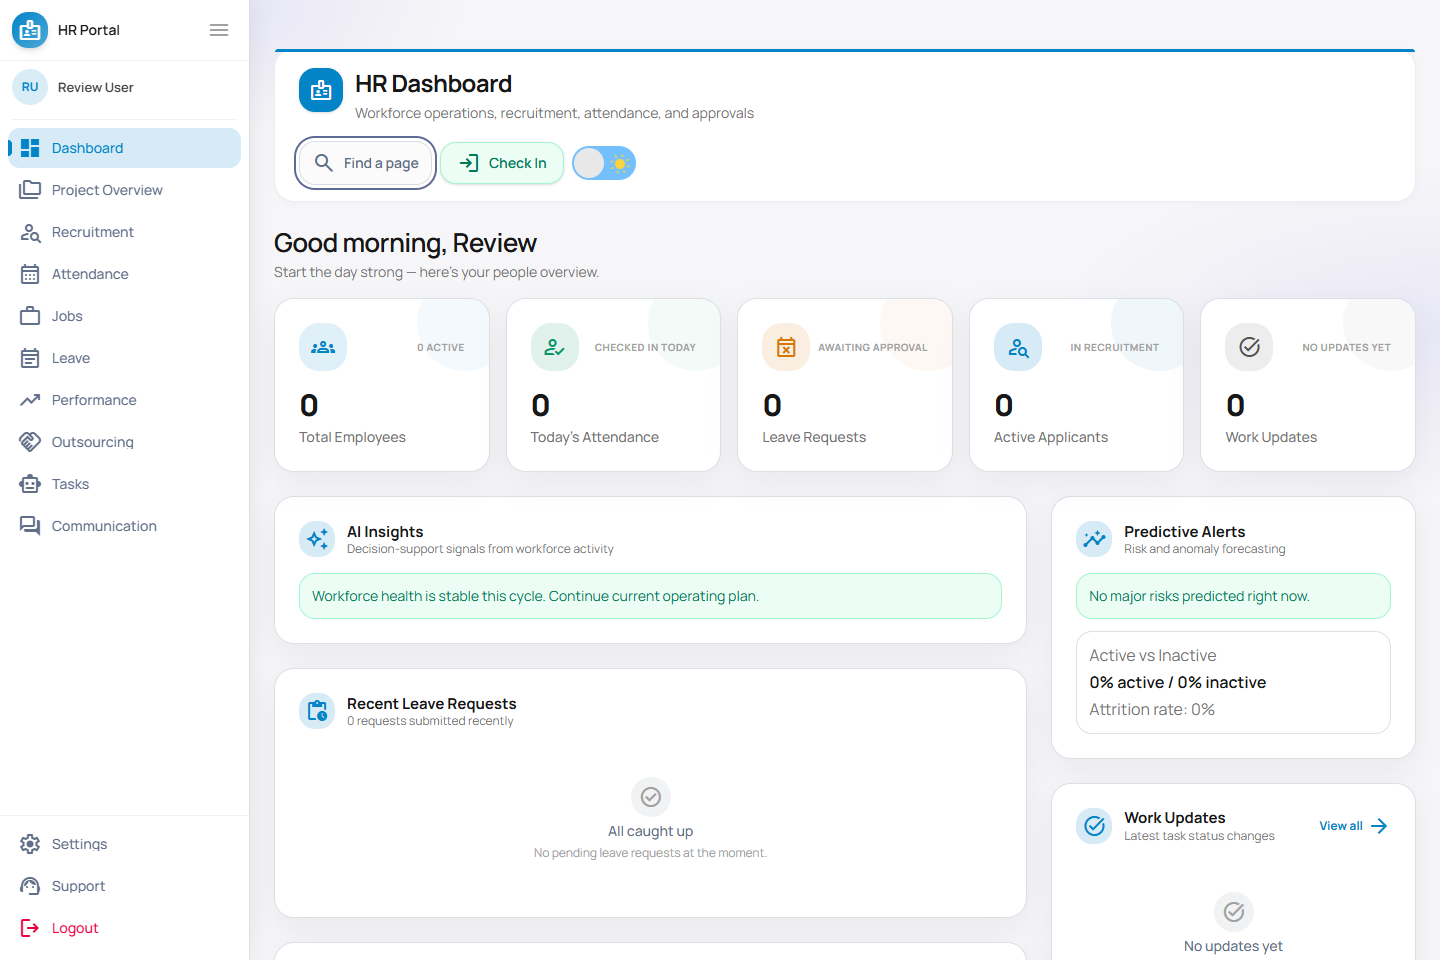 HR Portal
RU
Review User
Dashboard
Project Overview
Recruitment
Attendance
Jobs
Leave
Performance
Outsourcing
Tasks
Communication
Settings
Support
Logout
HR Dashboard
Workforce operations, recruitment, attendance, and approvals
Find a page
Check In
Good morning, Review
Start the day strong — here's your people overview.
0 ACTIVE
0
Total Employees
CHECKED IN TODAY
0
Today's Attendance
AWAITING APPROVAL
0
Leave Requests
IN RECRUITMENT
0
Active Applicants
NO UPDATES YET
0
Work Updates
AI Insights
Decision-support signals from workforce activity
Workforce health is stable this cycle. Continue current operating plan.
Predictive Alerts
Risk and anomaly forecasting
No major risks predicted right now.
Active vs Inactive
0% active / 0% inactive
Attrition rate: 0%
Recent Leave Requests
0 requests submitted recently
All caught up
No pending leave requests at the moment.
Work Updates
Latest task status changes
View all
No updates yet